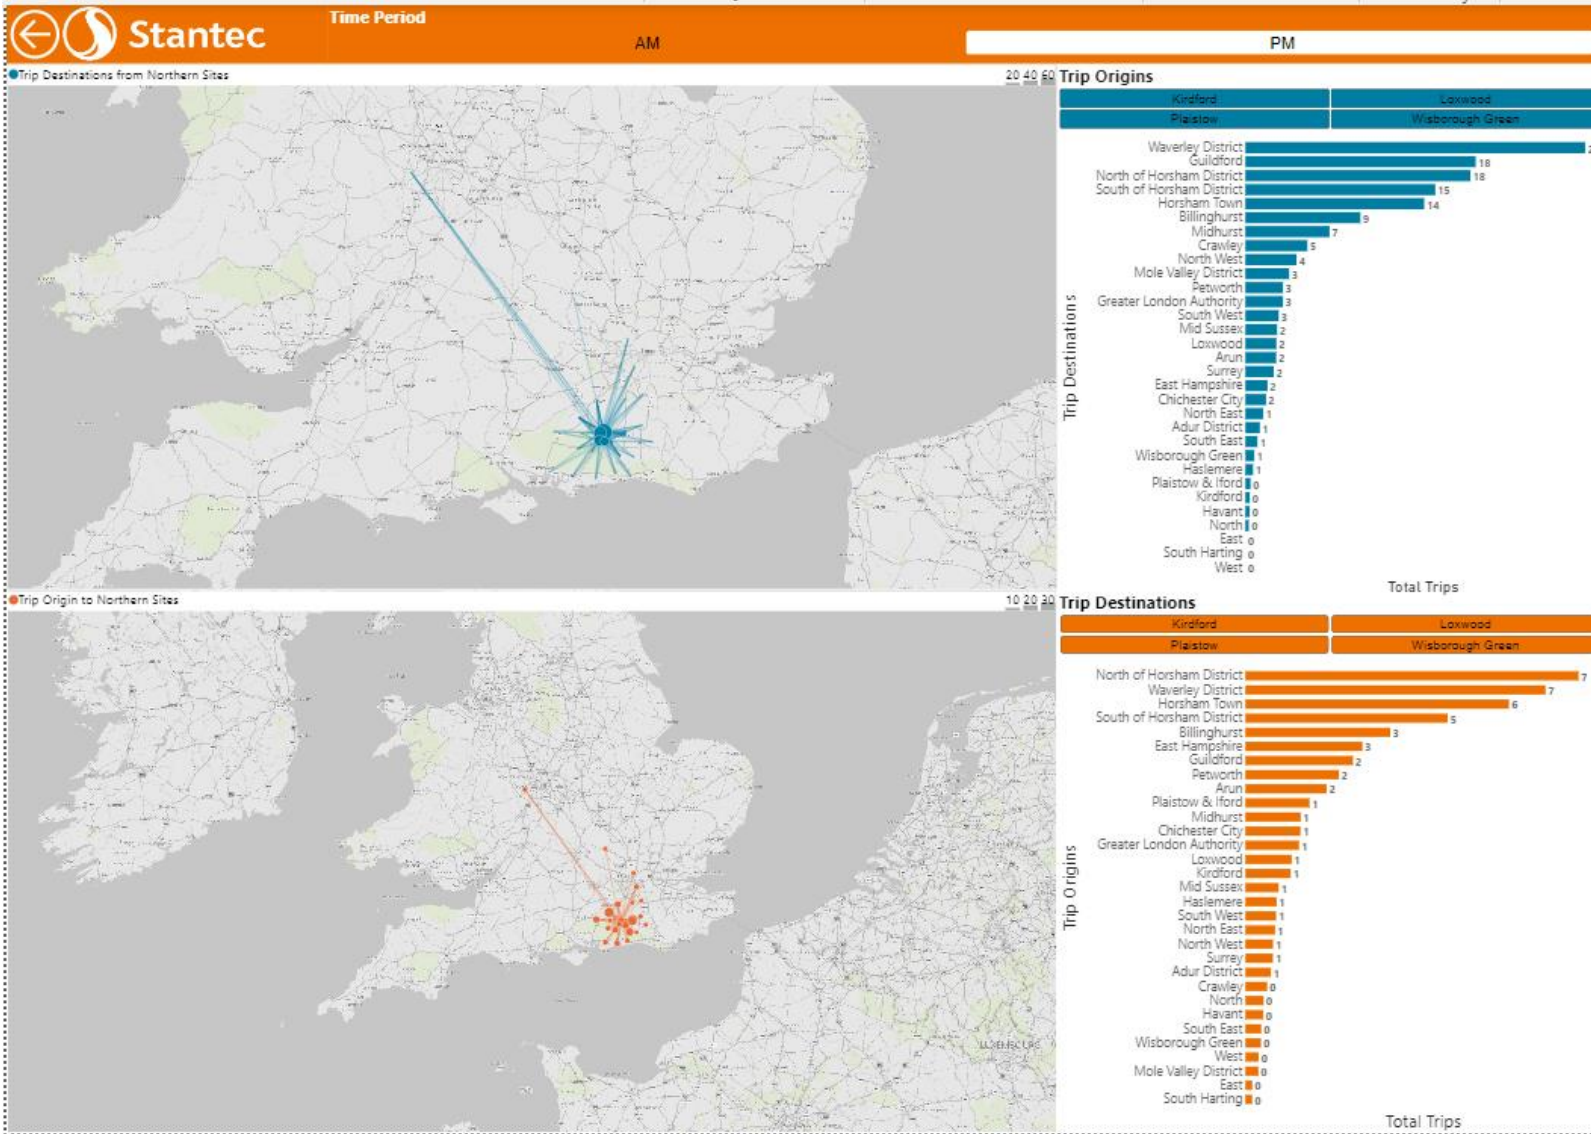 Stantec
Time Period
AM
PM
Trip Destinations from Northern Sites
20 40 60
Trip Origins
Kirdford
Loxwood
Plaistow
Wisborough Green
Trip Destinations
Waverley District
Guildford 18
North of Horsham District 18
South of Horsham District 15
Horsham Town 14
Billinghurst 9
Midhurst 7
Crawley 5
North West 4
Mole Valley District 3
Petworth 3
Greater London Authority 3
South West 3
Mid Sussex 2
Loxwood 2
Arun 2
Surrey 2
East Hampshire 2
Chichester City 2
North East 1
Adur District 1
South East 1
Wisborough Green 1
Haslemere 1
Plaistow & Iford 0
Kirdford 0
Havant 0
North 0
East 0
South Harting 0
West 0
Total Trips
Trip Origin to Northern Sites
10 20 30
Trip Destinations
Kirdford
Loxwood
Plaistow
Wisborough Green
Trip Origins
North of Horsham District 7
Waverley District 7
Horsham Town 6
South of Horsham District 5
Billinghurst 3
East Hampshire 3
Guildford 2
Petworth 2
Arun 2
Plaistow & Iford 1
Midhurst 1
Chichester City 1
Greater London Authority 1
Loxwood 1
Kirdford 1
Mid Sussex 1
Haslemere 1
South West 1
North East 1
North West 1
Surrey 1
Adur District 1
Crawley 0
North 0
Havant 0
South East 0
Wisborough Green 0
West 0
Mole Valley District 0
East 0
South Harting 0
Total Trips
LUXEMBOURG